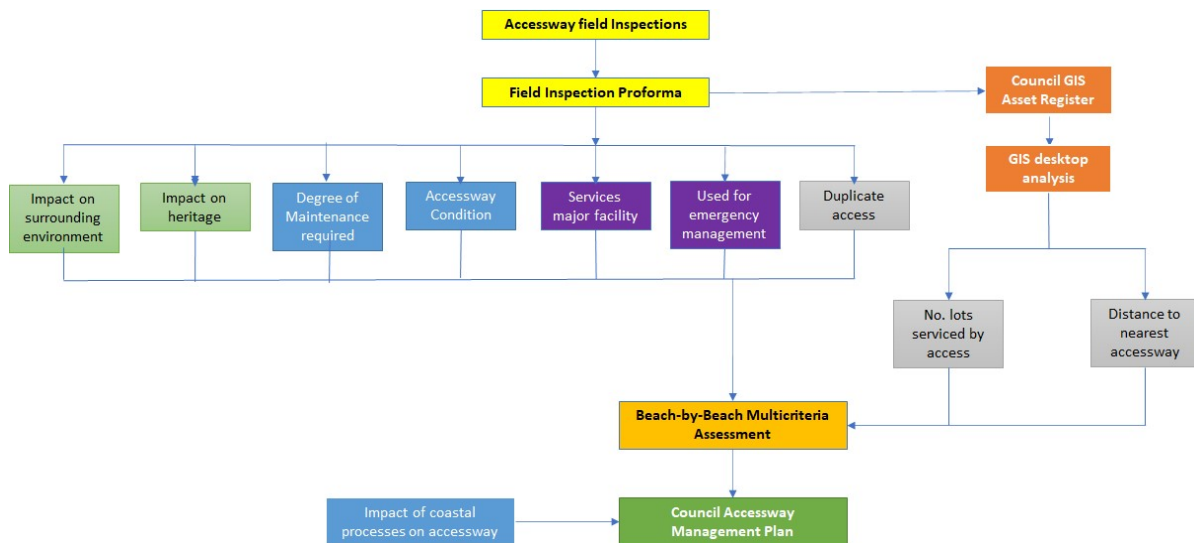 Accessway field Inspections
Field Inspection Proforma
Council GIS
Asset Register
GIS desktop
analysis
Impact on
surrounding
environment
Impact on
heritage
Degree of
Maintenance
required
Accessway
Condition
Services
major facility
Used for
emergency
management
Duplicate
access
No. lots
serviced by
access
Distance to
nearest
accessway
Beach-by-Beach Multicriteria
Assessment
Impact of coastal
processes on accessway
Council Accessway
Management Plan